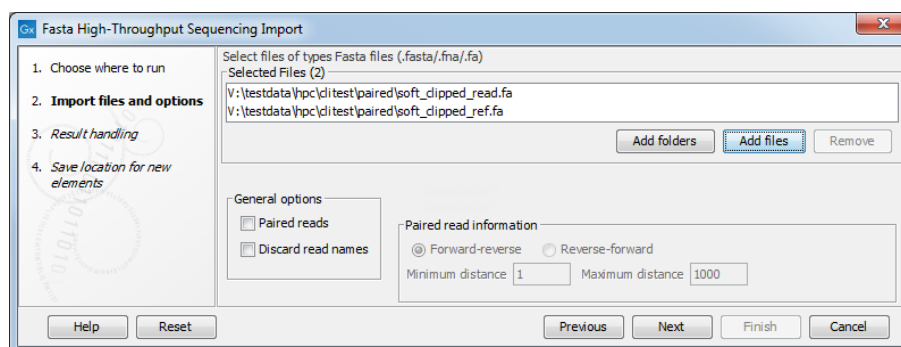 Gx Fasta High-Throughput Sequencing Import
1. Choose where to run
2. Import files and options
3. Result handling
4. Save location for new
elements
Select files of types Fasta files (.fasta/.fna/.fa)
Selected Files (2)
V:\testdata\hpc\clitest\paired\soft_clipped_read.fa
V:\testdata\hpc\clitest\paired\soft_clipped_ref.fa
Add folders Add files Remove
General options
Paired reads
Discard read names
Paired read information
Forward-reverse Reverse-forward
Minimum distance 1 Maximum distance 1000
Help Reset Previous Next Finish Cancel